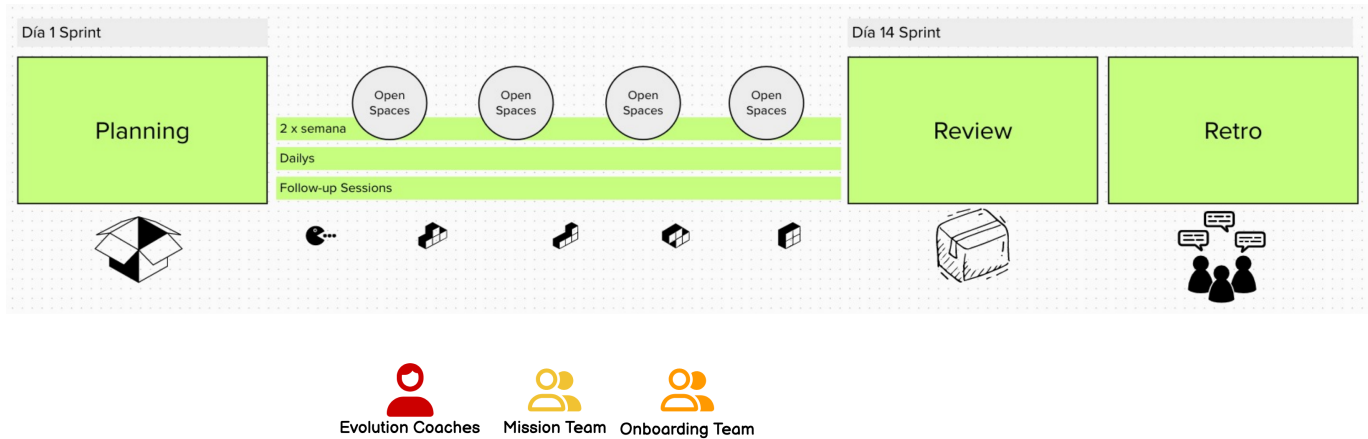 Día 1 Sprint
Día 14 Sprint
Planning
Open
Spaces
Open
Spaces
Open
Spaces
Open
Spaces
2 x semana
Dailys
Follow-up Sessions
Review
Retro
Evolution Coaches
Mission Team
Onboarding Team